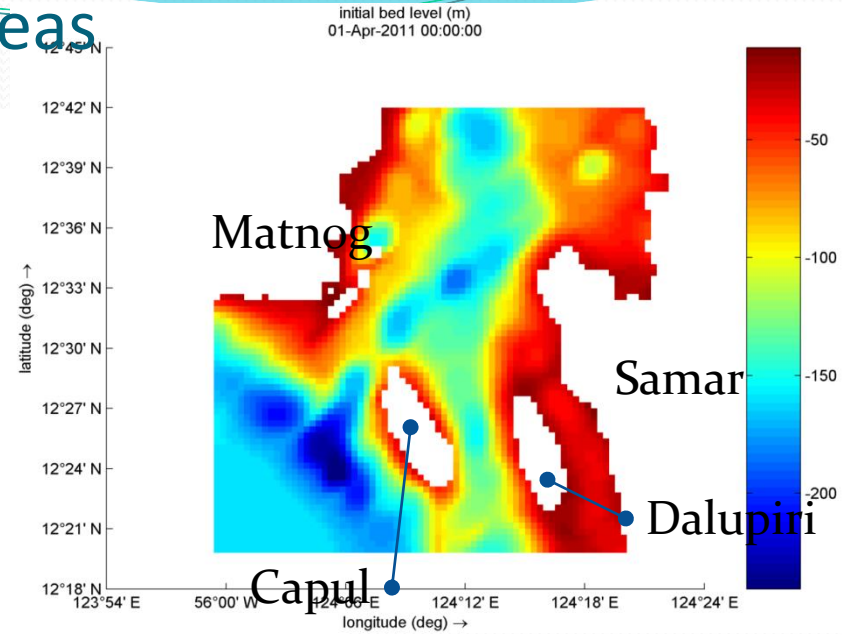 eas
initial bed level (m)
01-Apr-2011 00:00:00
12°45' N
12°42' N
12°39' N
12°36' N
12°33' N
12°30' N
12°27' N
12°24' N
12°21' N
12°18' N
latitude (deg) →
Matnog
Samar
Dalupiri
Capul
-50
-100
-150
-200
123°54' E
56°00' W
124°06' E
124°12' E
124°18' E
124°24' E
longitude (deg) →